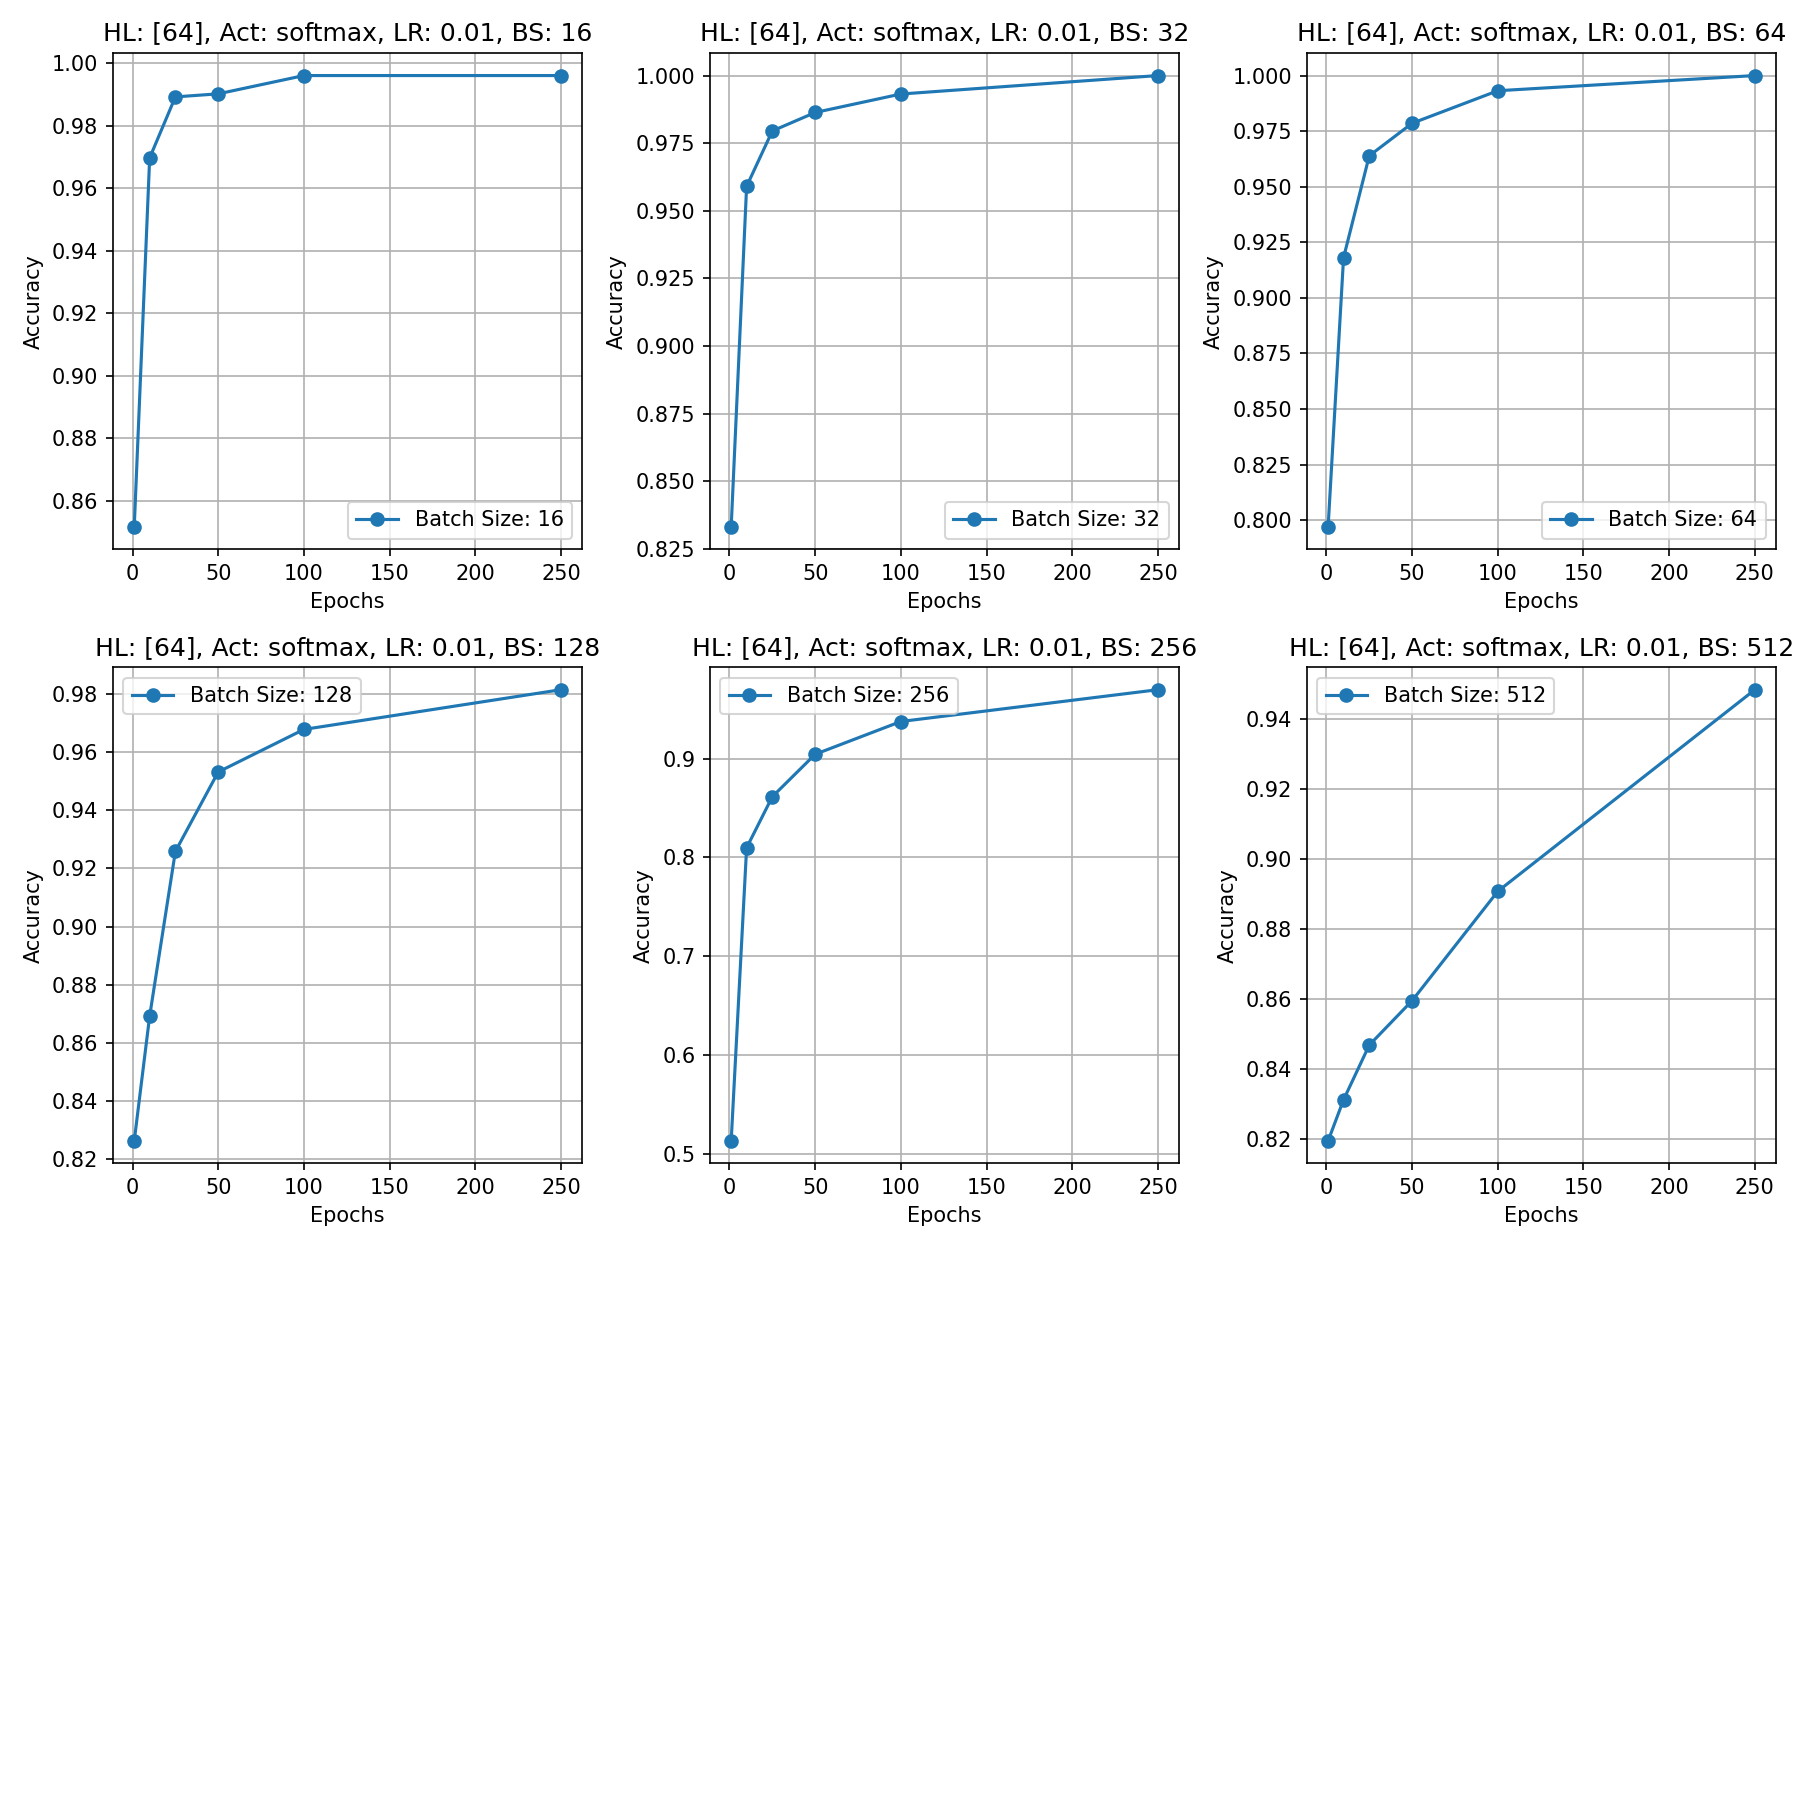 HL: [64], Act: softmax, LR: 0.01, BS: 16
Accuracy
1.00
0.98
0.96
0.94
0.92
0.90
0.88
0.86
Batch Size: 16
0 50 100 150 200 250
Epochs
HL: [64], Act: softmax, LR: 0.01, BS: 32
Accuracy
1.000
0.975
0.950
0.925
0.900
0.875
0.850
0.825
Batch Size: 32
0 50 100 150 200 250
Epochs
HL: [64], Act: softmax, LR: 0.01, BS: 64
Accuracy
1.000
0.975
0.950
0.925
0.900
0.875
0.850
0.825
0.800
Batch Size: 64
0 50 100 150 200 250
Epochs
HL: [64], Act: softmax, LR: 0.01, BS: 128
Batch Size: 128
Accuracy
0.98
0.96
0.94
0.92
0.90
0.88
0.86
0.84
0.82
0 50 100 150 200 250
Epochs
HL: [64], Act: softmax, LR: 0.01, BS: 256
Batch Size: 256
Accuracy
0.9
0.8
0.7
0.6
0.5
0 50 100 150 200 250
Epochs
HL: [64], Act: softmax, LR: 0.01, BS: 512
Batch Size: 512
Accuracy
0.94
0.92
0.90
0.88
0.86
0.84
0.82
0 50 100 150 200 250
Epochs